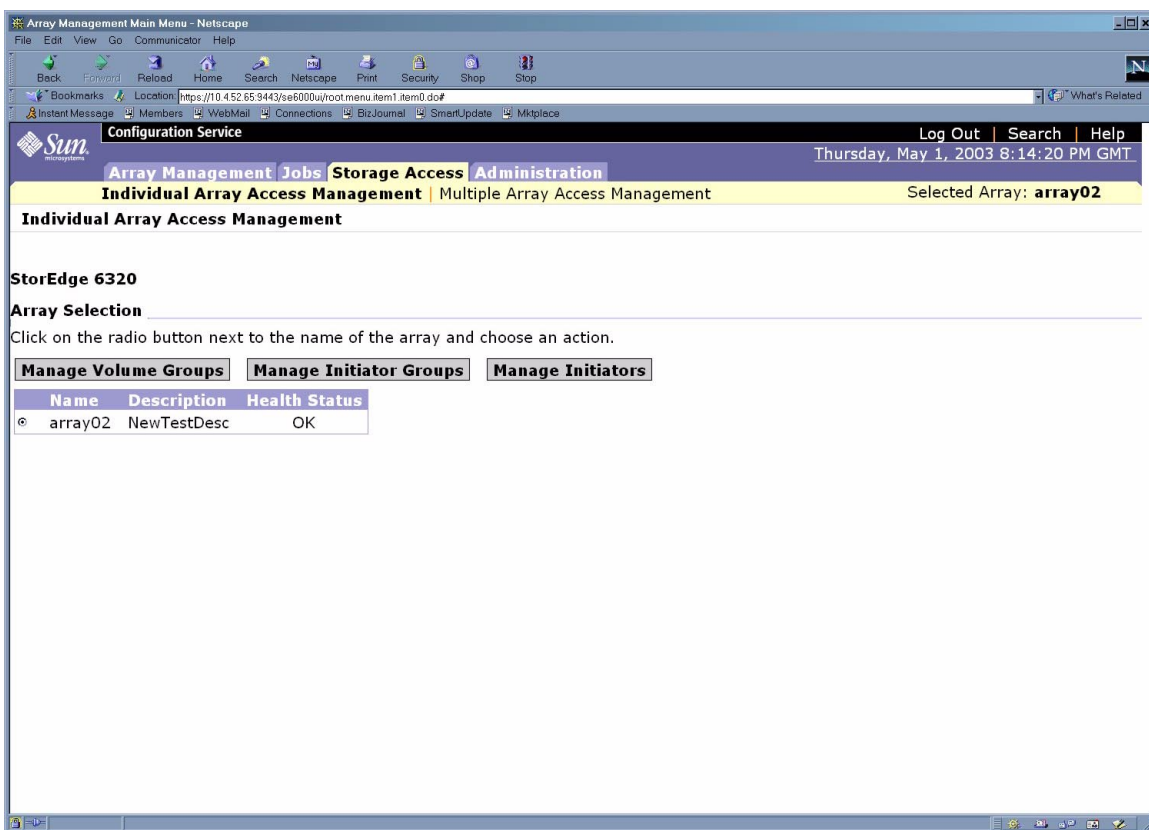 Array Management Main Menu - Netscape
File Edit View Go Communicator Help
Back Forward Reload Home Search Netscape Print Security Shop Stop
N
Bookmarks Location: https://10.4.52.65:9443/se6000ui/root.menu.item1.item0.do# What's Related
Instant Message Members WebMail Connections BizJournal SmartUpdate Mktplace
Sun microsystems
Configuration Service
Log Out | Search | Help
Thursday, May 1, 2003 8:14:20 PM GMT
Array Management Jobs Storage Access Administration
Individual Array Access Management | Multiple Array Access Management Selected Array: array02
Individual Array Access Management
StorEdge 6320
Array Selection
Click on the radio button next to the name of the array and choose an action.
Manage Volume Groups Manage Initiator Groups Manage Initiators
Name Description Health Status
array02 NewTestDesc OK